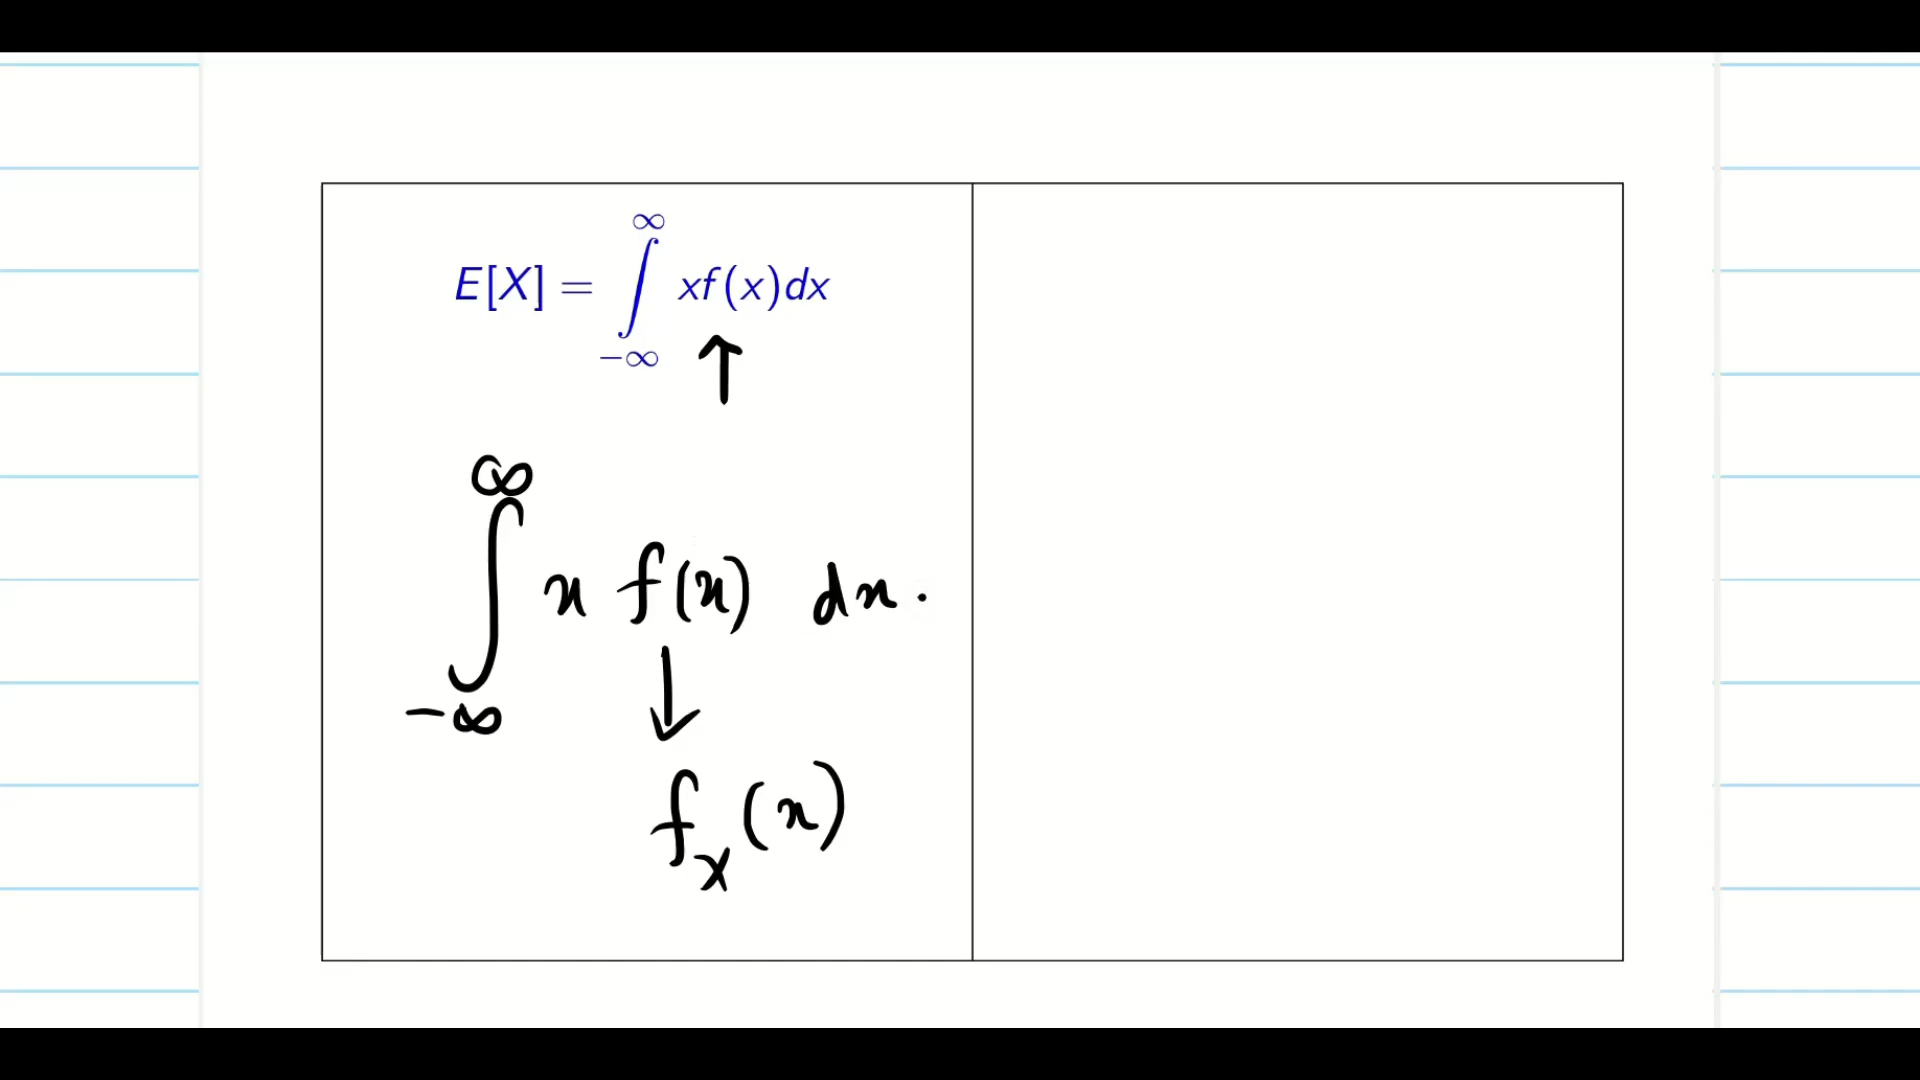 E[X] = ∫_{-∞}^{∞} xf(x)dx
∫_{-∞}^{∞} x f(x) dx.
f_X(x)